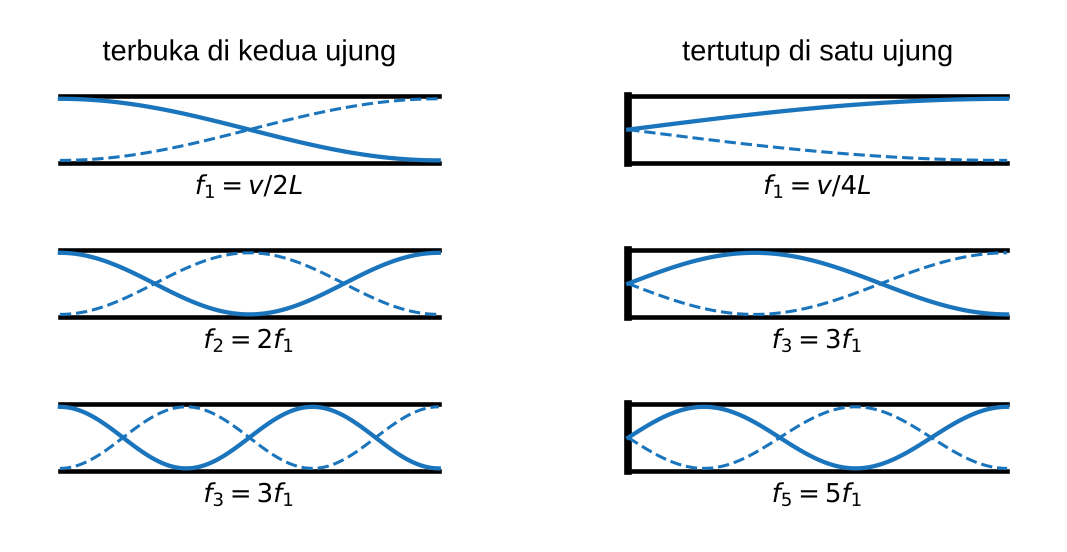 terbuka di kedua ujung
f₁ = v/2L
f₂ = 2f₁
f₃ = 3f₁
tertutup di satu ujung
f₁ = v/4L
f₃ = 3f₁
f₅ = 5f₁